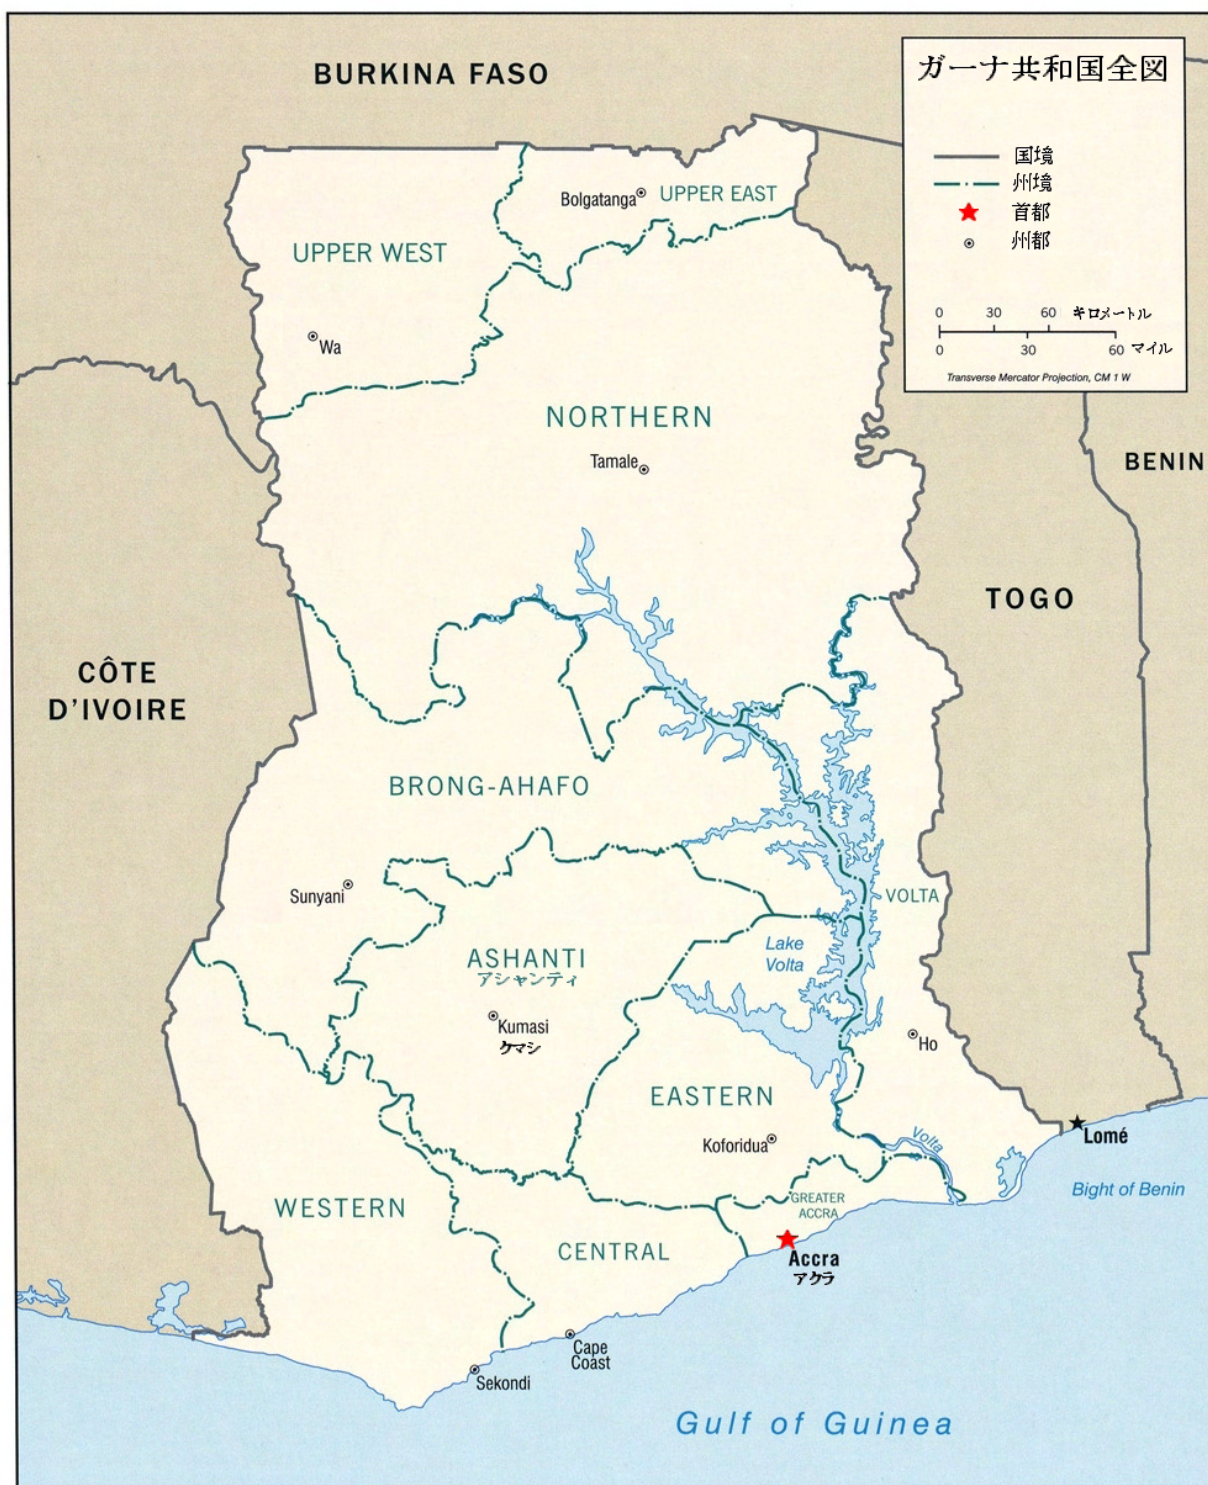 BURKINA FASO
ガーナ共和国全図
国境
州境
首都
州都
0 30 60 キロメートル
0 30 60 マイル
Transverse Mercator Projection, CM 1 W
Bolgatanga
UPPER EAST
UPPER WEST
Wa
NORTHERN
Tamale
BENIN
TOGO
CÔTE
D'IVOIRE
BRONG-AHAFO
Sunyani
VOLTA
ASHANTI
アシャンティ
Lake
Volta
Kumasi
クマシ
Ho
EASTERN
Koforidua
Volta
Lomé
Bight of Benin
WESTERN
GREATER
ACCRA
CENTRAL
Accra
アクラ
Cape
Coast
Sekondi
Gulf of Guinea